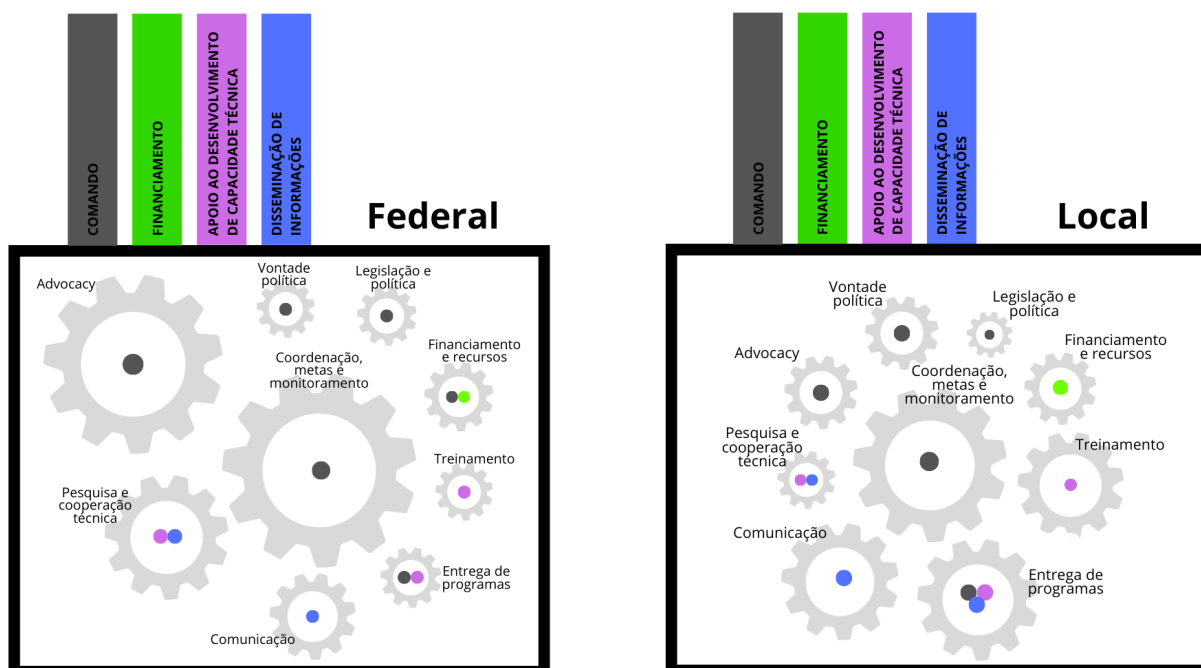 COMANDO
FINANCIAMENTO
APOIO AO DESENVOLVIMENTO
DE CAPACIDADE TÉCNICA
DISSEMINAÇÃO DE
INFORMAÇÕES
Federal
Advocacy
Vontade
política
Legislação e
política
Coordenação,
metas e
monitoramento
Financiamento
e recursos
Treinamento
Pesquisa e
cooperação
técnica
Entrega de
programas
Comunicação
COMANDO
FINANCIAMENTO
APOIO AO DESENVOLVIMENTO
DE CAPACIDADE TÉCNICA
DISSEMINAÇÃO DE
INFORMAÇÕES
Local
Vontade
política
Legislação e
política
Advocacy
Coordenação,
metas e
monitoramento
Financiamento
e recursos
Pesquisa e
cooperação
técnica
Treinamento
Comunicação
Entrega de
programas